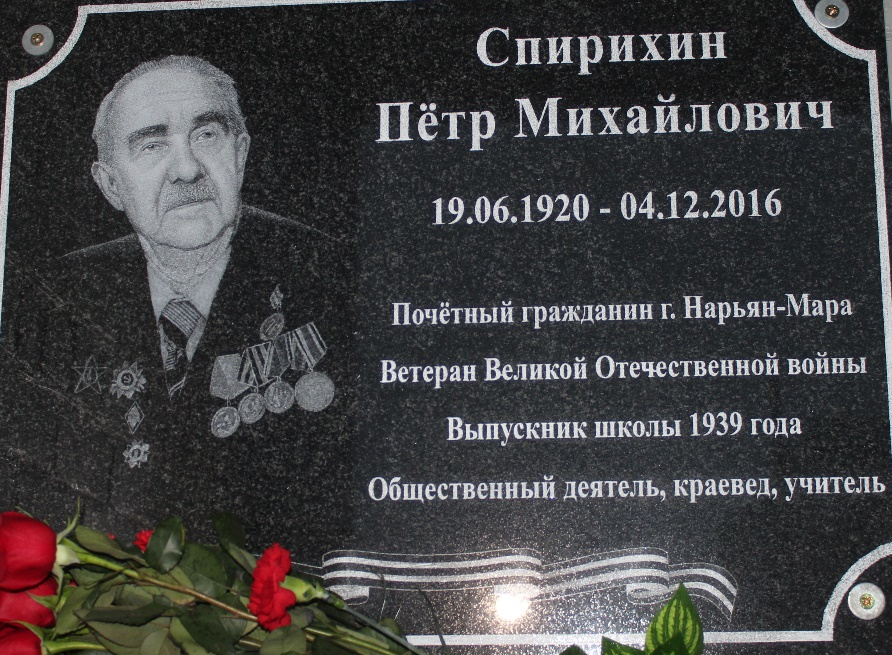 Спирихин
Пётр Михайлович
19.06.1920 - 04.12.2016
Почётный гражданин г. Нарьян-Мара
Ветеран Великой Отечественной войны
Выпускник школы 1939 года
Общественный деятель, краевед, учитель